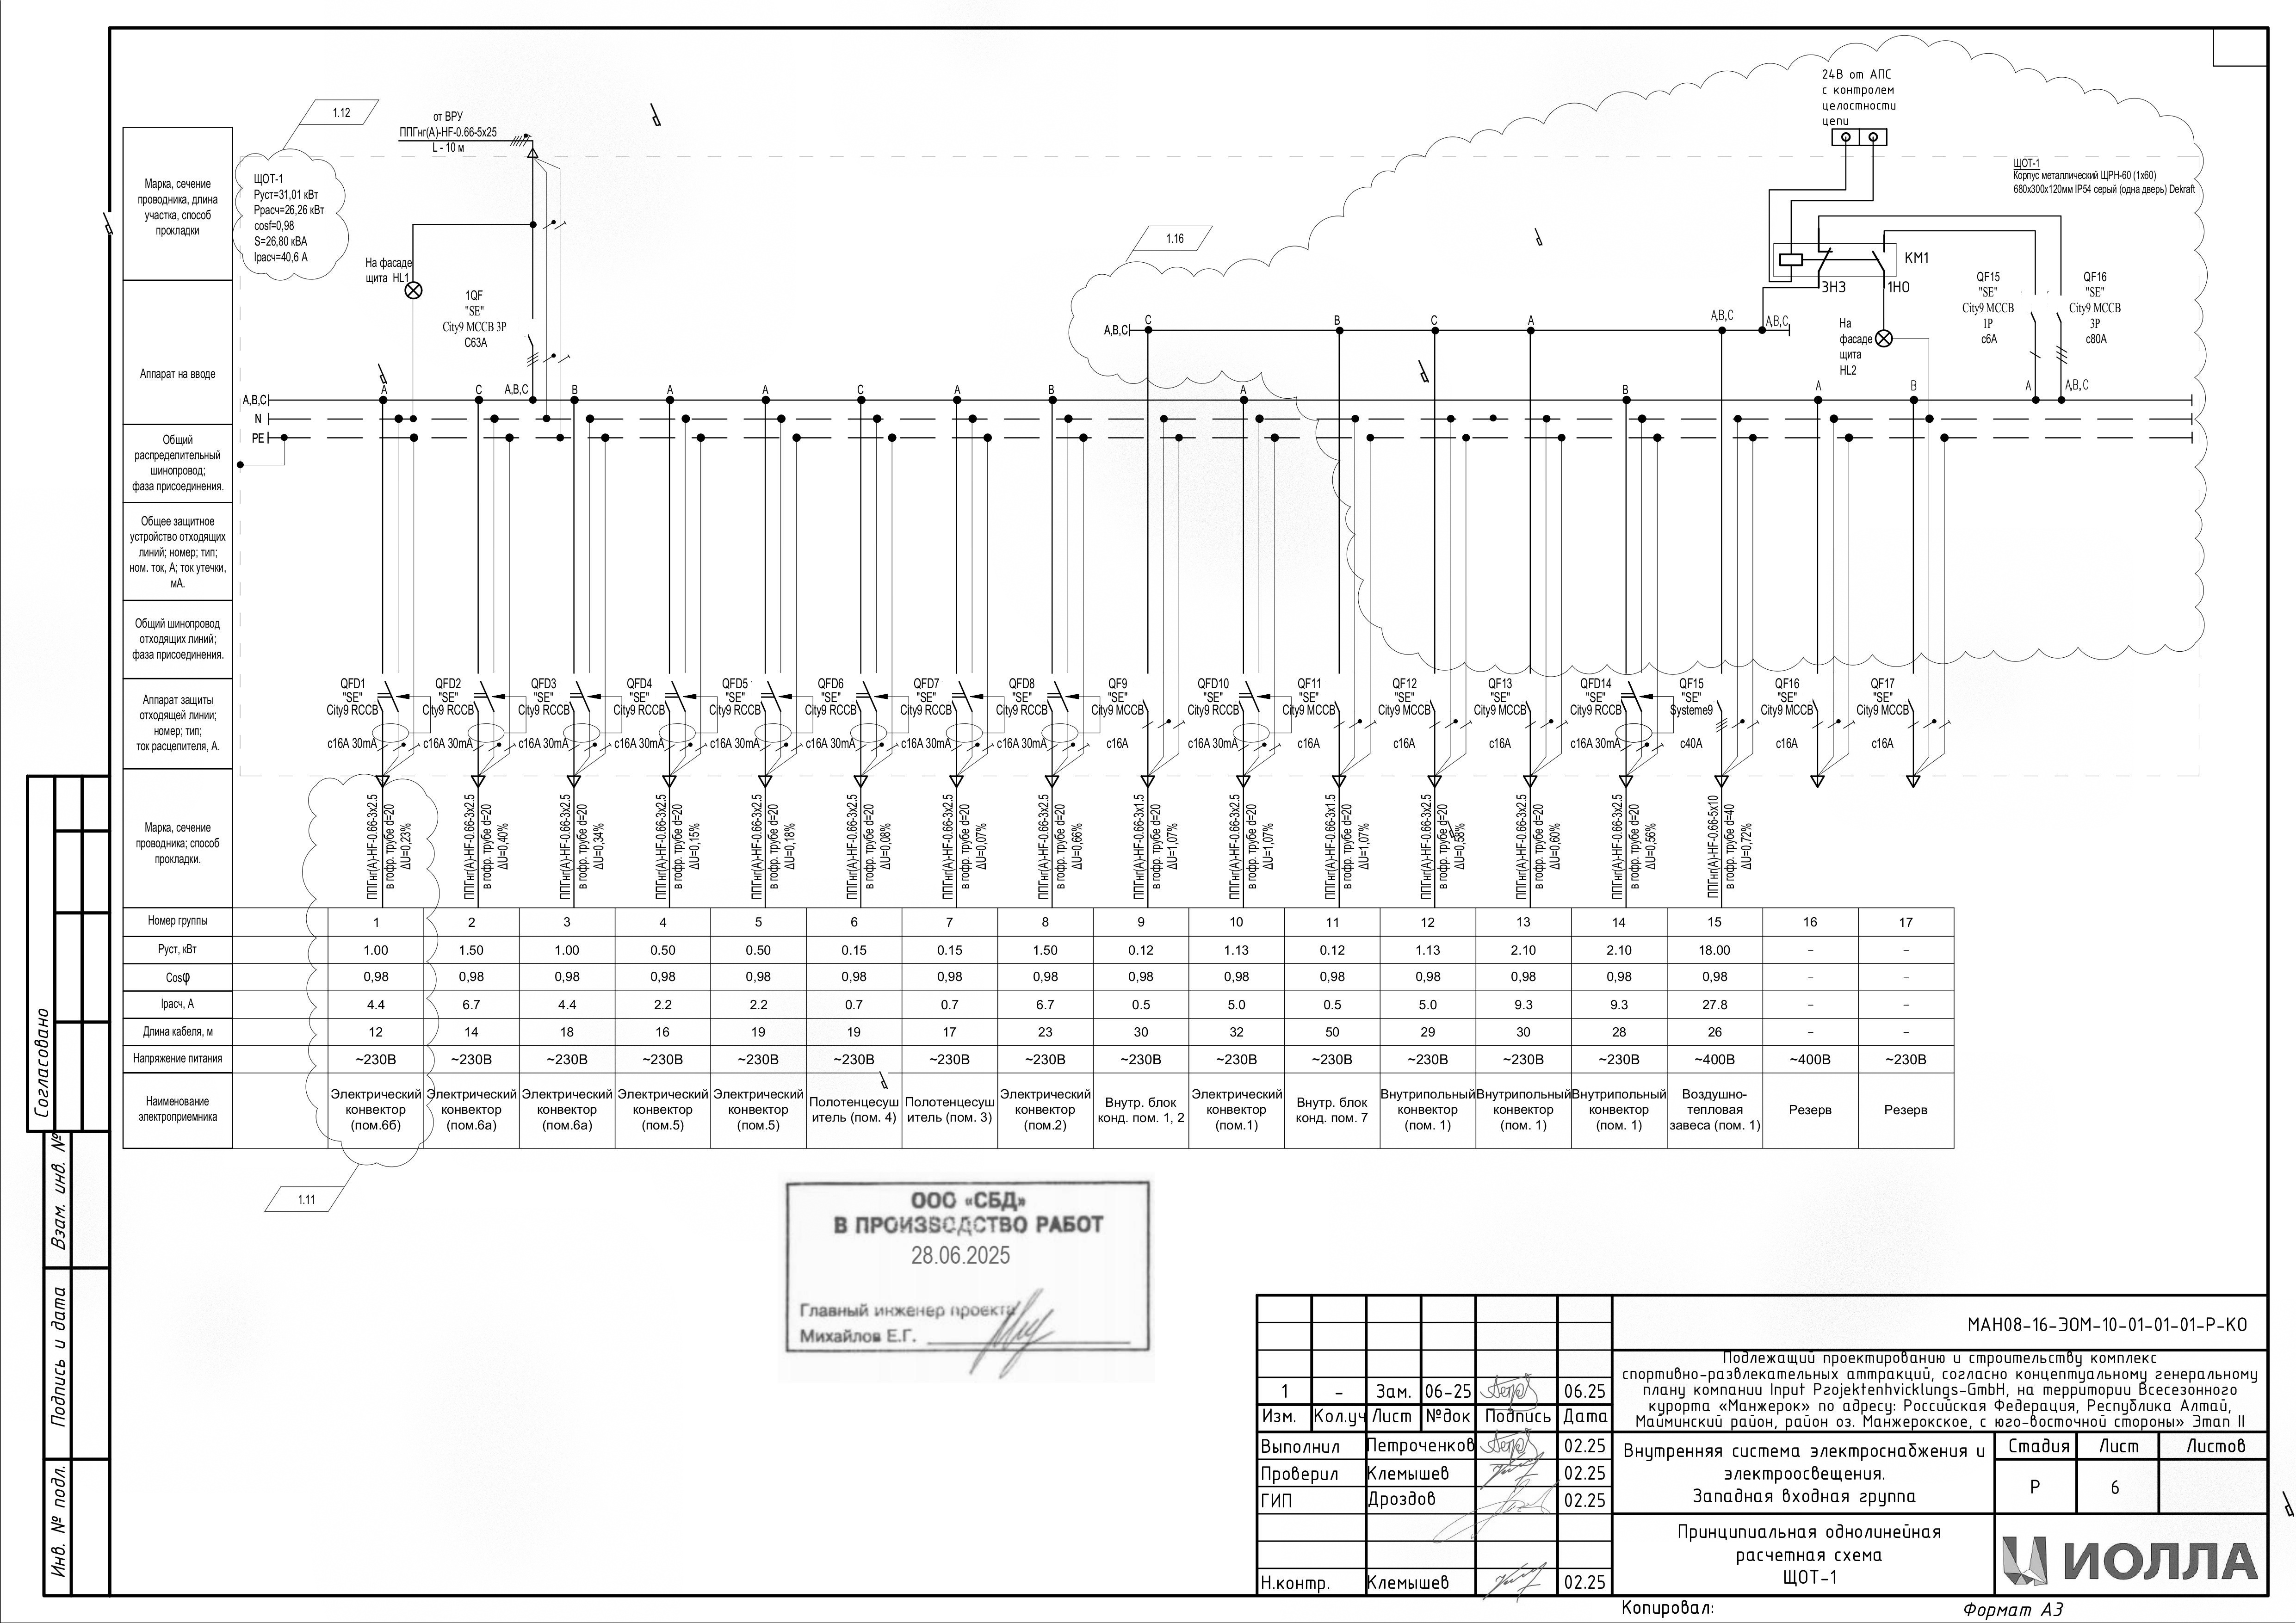 1.12
от ВРУ
ППГнг(А)-HF-0.66-5х25
L - 10 м
24В от АПС
с контролем
целостности
цепи
ЩОТ-1
Корпус металлический ЩРН-60 (1х60)
680х300х120мм IP54 серый (одна дверь) Dekraft
Марка, сечение
проводника, длина
участка, способ
прокладки
ЩОТ-1
Руст=31,01 кВт
Ррасч=26,26 кВт
cosf=0,98
S=26,80 кВА
Iрасч=40,6 А
На фасаде
щита HL1
1QF
"SE"
City9 MCCB 3P
C63A
1.16
КМ1
3НЗ
1НО
На
фасаде
щита
HL2
QF15
"SE"
City9 MCCB
1P
c6A
QF16
"SE"
City9 MCCB
3P
c80A
A,B,C
C
B
C
A
A,B,C
A,B,C
Аппарат на вводе
A,B,C
A
C
A,B,C
B
A
A
C
A
B
A
B
A
B
A
A,B,C
N
PE
Общий
распределительный
шинопровод;
фаза присоединения.
Общее защитное
устройство отходящих
линий; номер; тип;
ном. ток, А; ток утечки,
мА.
Общий шинопровод
отходящих линий;
фаза присоединения.
Аппарат защиты
отходящей линии;
номер; тип;
ток расцепителя, А.
QFD1 QFD2 QFD3 QFD4 QFD5 QFD6 QFD7 QFD8 QF9 QFD10 QF11 QF12 QF13 QFD14 QF15 QF16 QF17
"SE" "SE" "SE" "SE" "SE" "SE" "SE" "SE" "SE" "SE" "SE" "SE" "SE" "SE" "SE" "SE" "SE"
City9 RCCB City9 RCCB City9 RCCB City9 RCCB City9 RCCB City9 RCCB City9 RCCB City9 RCCB City9 MCCB City9 RCCB City9 MCCB City9 MCCB City9 MCCB City9 RCCB Systeme9 City9 MCCB City9 MCCB
c16A 30mA c16A 30mA c16A 30mA c16A 30mA c16A 30mA c16A 30mA c16A 30mA c16A 30mA c16A c16A 30mA c16A c16A c16A c16A 30mA c40A c16A c16A
Марка, сечение
проводника; способ
прокладки.
ППГнг(А)-HF-0.66-3х2.5
в гофр. трубе d=20
ΔU=0,23%
ППГнг(А)-HF-0.66-3х2.5
в гофр. трубе d=20
ΔU=0,40%
ППГнг(А)-HF-0.66-3х2.5
в гофр. трубе d=20
ΔU=0,34%
ППГнг(А)-HF-0.66-3х2.5
в гофр. трубе d=20
ΔU=0,15%
ППГнг(А)-HF-0.66-3х2.5
в гофр. трубе d=20
ΔU=0,18%
ППГнг(А)-HF-0.66-3х2.5
в гофр. трубе d=20
ΔU=0,08%
ППГнг(А)-HF-0.66-3х2.5
в гофр. трубе d=20
ΔU=0,07%
ППГнг(А)-HF-0.66-3х2.5
в гофр. трубе d=20
ΔU=0,66%
ППГнг(А)-HF-0.66-3х1.5
в гофр. трубе d=20
ΔU=1,07%
ППГнг(А)-HF-0.66-3х2.5
в гофр. трубе d=20
ΔU=1,07%
ППГнг(А)-HF-0.66-3х1.5
в гофр. трубе d=20
ΔU=1,07%
ППГнг(А)-HF-0.66-3х2.5
в гофр. трубе d=20
ΔU=0,58%
ППГнг(А)-HF-0.66-3х2.5
в гофр. трубе d=20
ΔU=0,60%
ППГнг(А)-HF-0.66-3х2.5
в гофр. трубе d=20
ΔU=0,56%
ППГнг(А)-HF-0.66-5х10
в гофр. трубе d=40
ΔU=0,72%
Номер группы 1 2 3 4 5 6 7 8 9 10 11 12 13 14 15 16 17
Руст, кВт 1.00 1.50 1.00 0.50 0.50 0.15 0.15 1.50 0.12 1.13 0.12 1.13 2.10 2.10 18.00 – –
Cosφ 0,98 0,98 0,98 0,98 0,98 0,98 0,98 0,98 0,98 0,98 0,98 0,98 0,98 0,98 0,98 – –
Iрасч, А 4.4 6.7 4.4 2.2 2.2 0.7 0.7 6.7 0.5 5.0 0.5 5.0 9.3 9.3 27.8 – –
Длина кабеля, м 12 14 18 16 19 19 17 23 30 32 50 29 30 28 26 – –
Напряжение питания ~230В ~230В ~230В ~230В ~230В ~230В ~230В ~230В ~230В ~230В ~230В ~230В ~230В ~230В ~400В ~400В ~230В
Наименование
электроприемника
Электрический
конвектор
(пом.6б)
Электрический
конвектор
(пом.6а)
Электрический
конвектор
(пом.6а)
Электрический
конвектор
(пом.5)
Электрический
конвектор
(пом.5)
Полотенцесуш
итель (пом. 4)
Полотенцесуш
итель (пом. 3)
Электрический
конвектор
(пом.2)
Внутр. блок
конд. пом. 1, 2
Электрический
конвектор
(пом.1)
Внутр. блок
конд. пом. 7
Внутрипольный
конвектор
(пом. 1)
Внутрипольный
конвектор
(пом. 1)
Внутрипольный
конвектор
(пом. 1)
Воздушно-
тепловая
завеса (пом. 1)
Резерв
Резерв
1.11
ООО «СБД»
В ПРОИЗВОДСТВО РАБОТ
28.06.2025
Главный инженер проекта
Михайлов Е.Г.
Согласовано
Взам. инв. №
Подпись и дата
Инв. № подл.
МАН08-16-ЭОМ-10-01-01-01-Р-КО
Подлежащий проектированию и строительству комплекс
спортивно-развлекательных аттракций, согласно концептуальному генеральному
плану компании Input Projektenhvicklungs-GmbH, на территории Всесезонного
курорта «Манжерок» по адресу: Российская Федерация, Республика Алтай,
Майминский район, район оз. Манжерокское, с юго-восточной стороны» Этап II
1 – Зам. 06-25 06.25
Изм. Кол.уч Лист №док Подпись Дата
Выполнил Петроченков 02.25
Проверил Клемышев 02.25
ГИП Дроздов 02.25
Н.контр. Клемышев 02.25
Внутренняя система электроснабжения и
электроосвещения.
Западная входная группа
Стадия Лист Листов
Р 6
Принципиальная однолинейная
расчетная схема
ЩОТ-1
ИОЛЛА
Копировал:
Формат А3